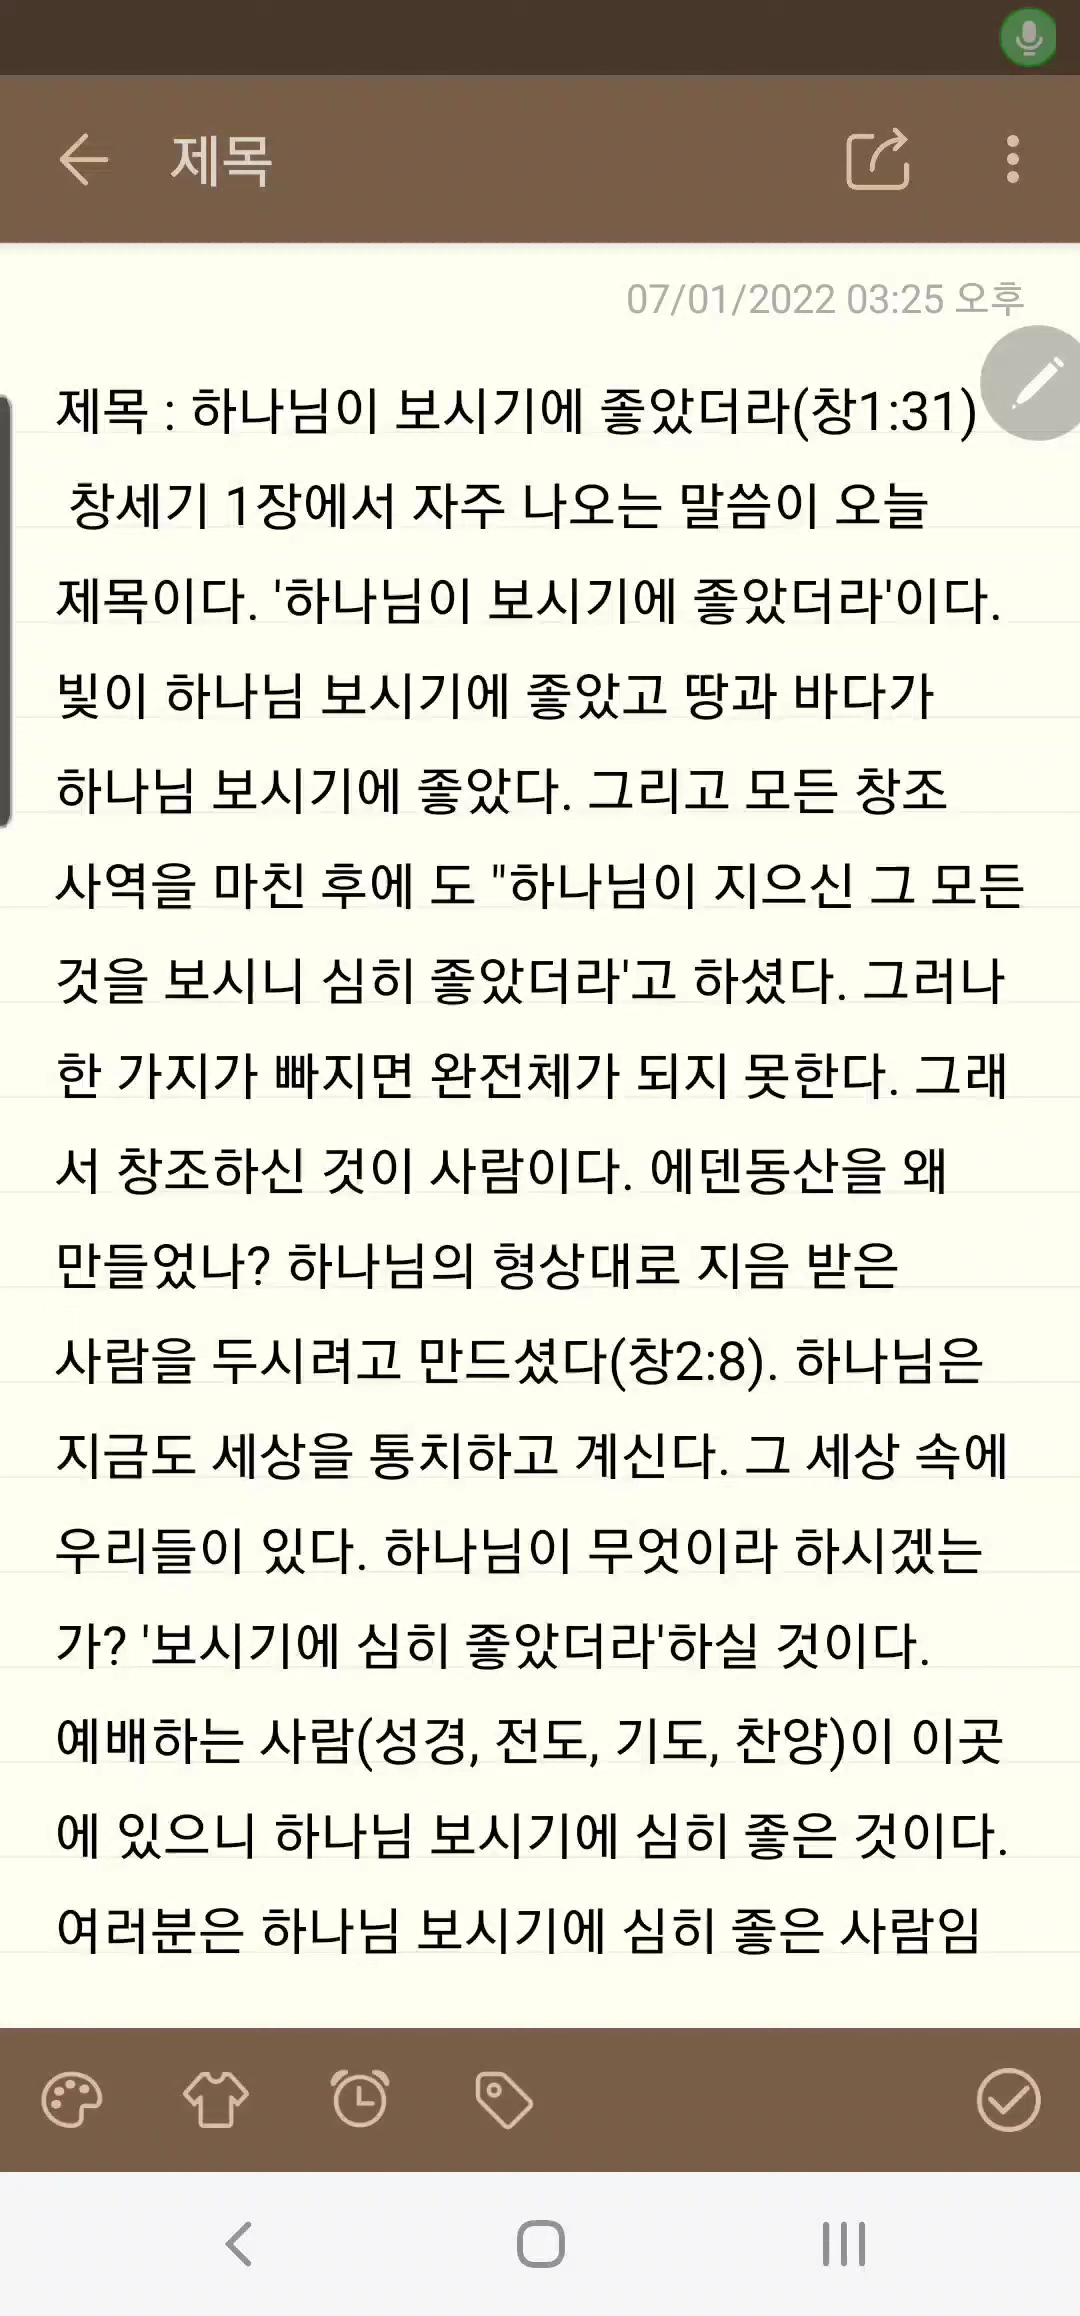 제목
07/01/2022 03:25 오후
제목 : 하나님이 보시기에 좋았더라(창1:31)
창세기 1장에서 자주 나오는 말씀이 오늘
제목이다. '하나님이 보시기에 좋았더라'이다.
빛이 하나님 보시기에 좋았고 땅과 바다가
하나님 보시기에 좋았다. 그리고 모든 창조
사역을 마친 후에 도 "하나님이 지으신 그 모든
것을 보시니 심히 좋았더라'고 하셨다. 그러나
한 가지가 빠지면 완전체가 되지 못한다. 그래
서 창조하신 것이 사람이다. 에덴동산을 왜
만들었나? 하나님의 형상대로 지음 받은
사람을 두시려고 만드셨다(창2:8). 하나님은
지금도 세상을 통치하고 계신다. 그 세상 속에
우리들이 있다. 하나님이 무엇이라 하시겠는
가? '보시기에 심히 좋았더라'하실 것이다.
예배하는 사람(성경, 전도, 기도, 찬양)이 이곳
에 있으니 하나님 보시기에 심히 좋은 것이다.
여러분은 하나님 보시기에 심히 좋은 사람임